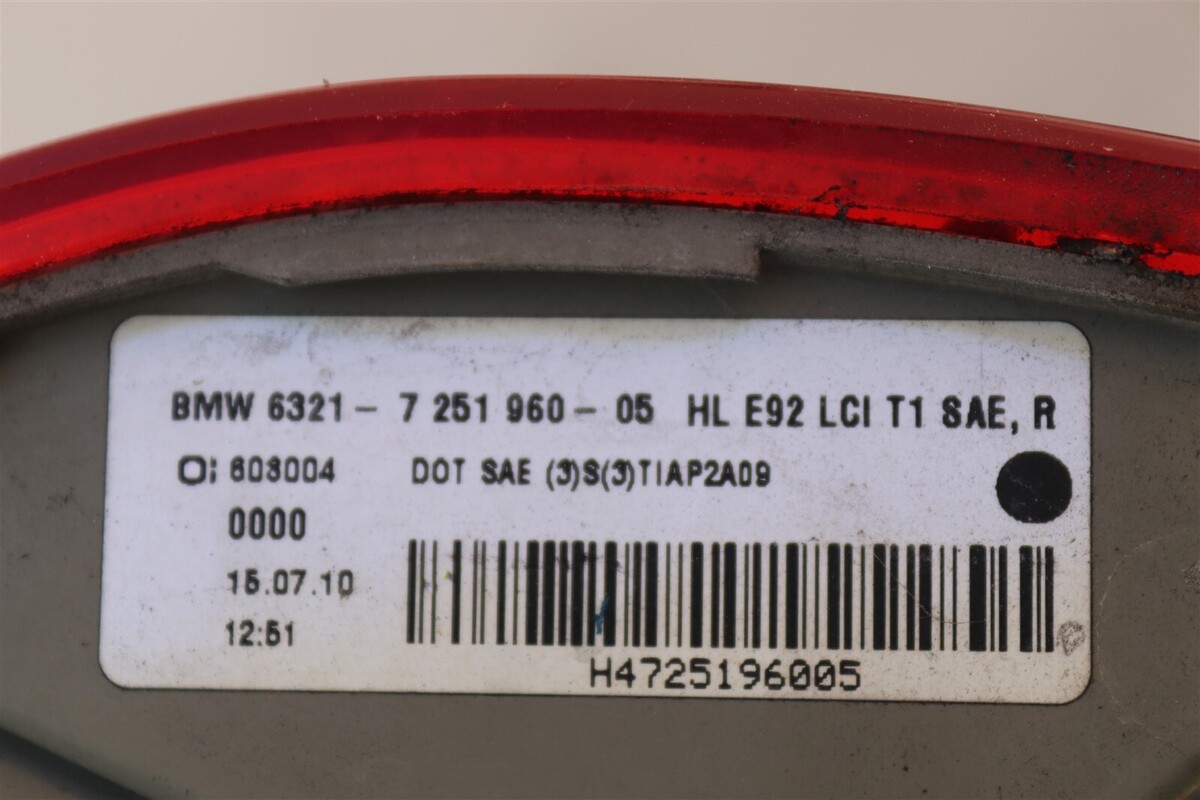 BMW 6321- 7 251 960- 05 HL E92 LCI T1 SAE, R
O: 603004 DOT SAE (3)S(3)TIAP2A09
0000
15.07.10
12:51
H4725196005